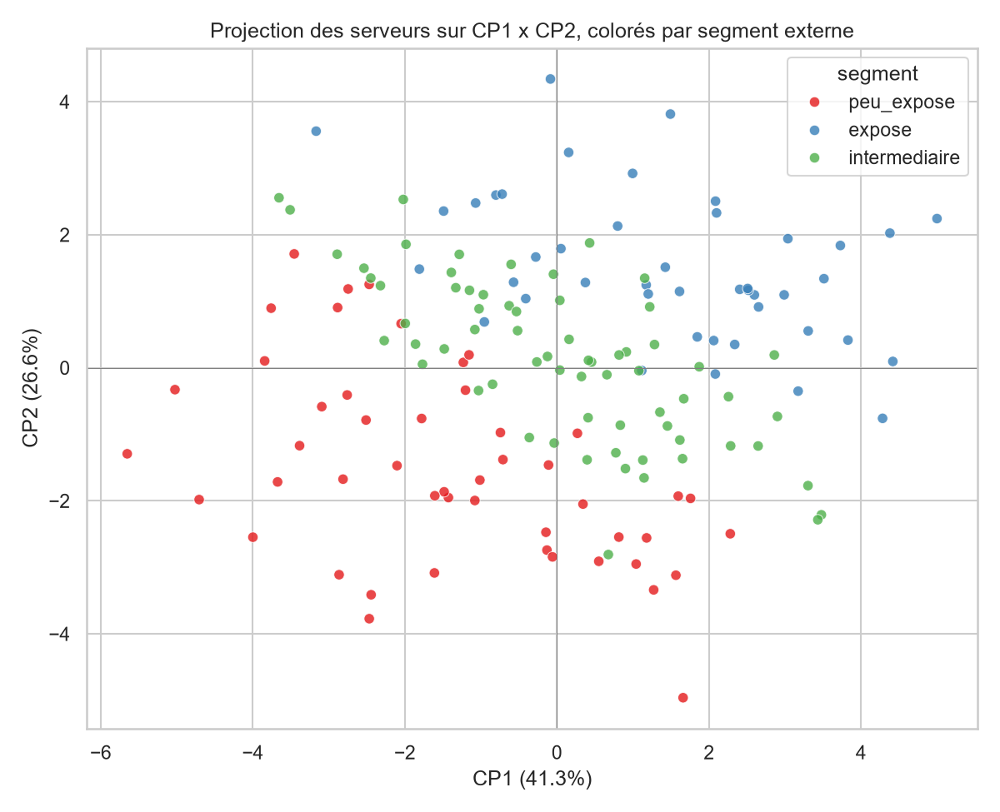 Projection des serveurs sur CP1 x CP2, colorés par segment externe
segment
peu_expose
expose
intermediaire
4
2
0
−2
−4
CP2 (26.6%)
−6
−4
−2
0
2
4
CP1 (41.3%)